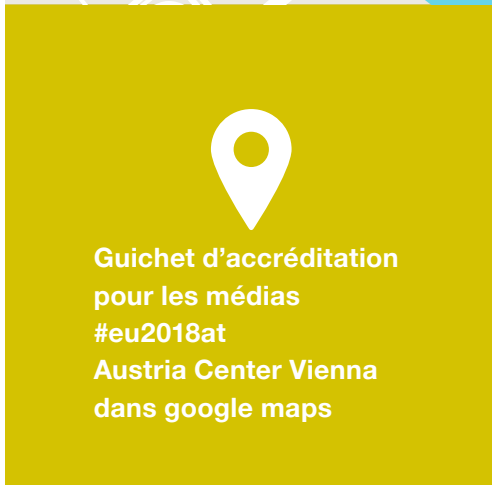 Guichet d’accréditation
pour les médias
#eu2018at
Austria Center Vienna
dans google maps